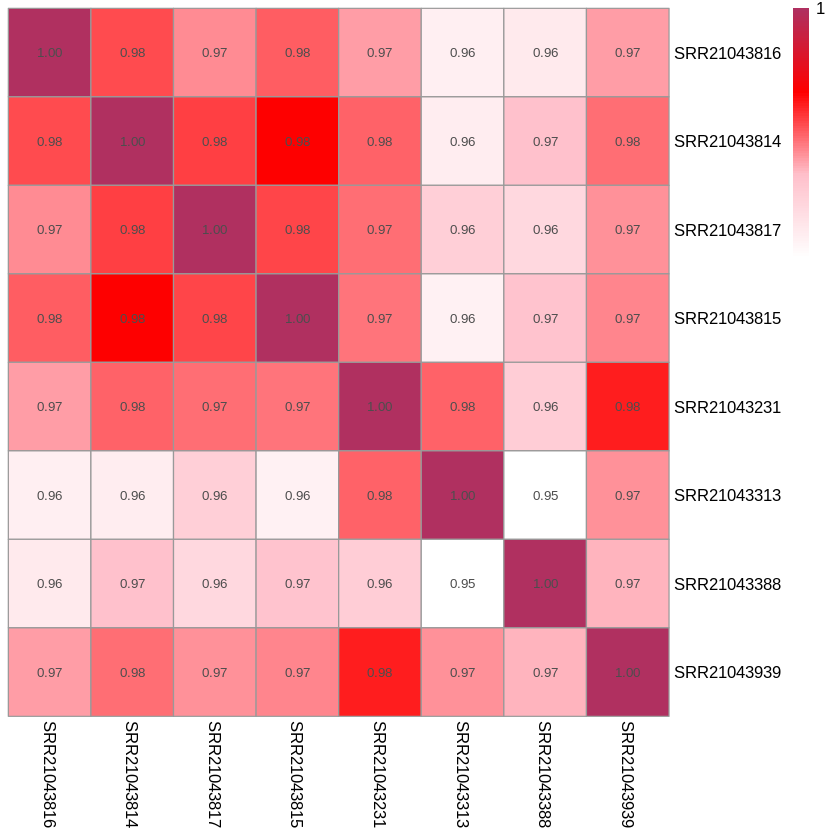 1
1.00 0.98 0.97 0.98 0.97 0.96 0.96 0.97 SRR21043816
0.98 1.00 0.98 0.98 0.96 0.97 0.98 SRR21043814
0.97 0.98 1.00 0.98 0.97 0.96 0.96 0.97 SRR21043817
0.98 0.98 1.00 0.97 0.96 0.97 0.97 SRR21043815
0.97 0.98 0.97 0.97 1.00 0.98 0.96 0.98 SRR21043231
0.96 0.96 0.96 0.96 0.98 1.00 0.95 0.97 SRR21043313
0.96 0.97 0.96 0.97 0.96 0.95 1.00 0.97 SRR21043388
0.97 0.98 0.97 0.97 0.98 0.97 0.97 1.00 SRR21043939
SRR21043816
SRR21043814
SRR21043817
SRR21043815
SRR21043231
SRR21043313
SRR21043388
SRR21043939